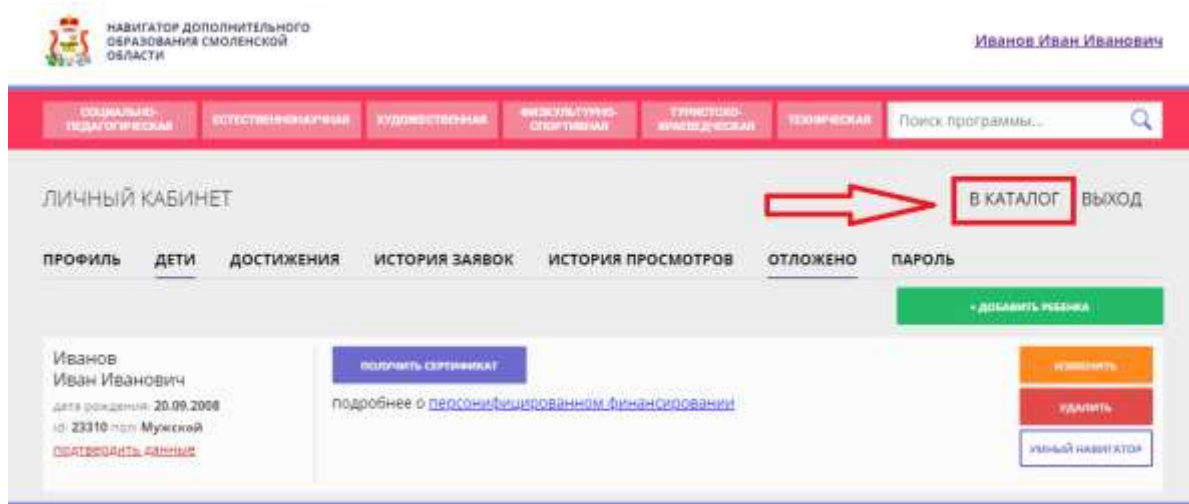 НАВИГАТОР ДОПОЛНИТЕЛЬНОГО
ОБРАЗОВАНИЯ СМОЛЕНСКОЙ
ОБЛАСТИ
Иванов Иван Иванович
СОЦИАЛЬНО-
ПЕДАГОГИЧЕСКАЯ
ЕСТЕСТВЕННОНАУЧНАЯ
ХУДОЖЕСТВЕННАЯ
ФИЗКУЛЬТУРНО-
СПОРТИВНАЯ
ТУРИСТСКО-
КРАЕВЕДЧЕСКАЯ
ТЕХНИЧЕСКАЯ
Поиск программы...
ЛИЧНЫЙ КАБИНЕТ
В КАТАЛОГ ВЫХОД
ПРОФИЛЬ ДЕТИ ДОСТИЖЕНИЯ ИСТОРИЯ ЗАЯВОК ИСТОРИЯ ПРОСМОТРОВ ОТЛОЖЕНО ПАРОЛЬ
+ ДОБАВИТЬ РЕБЕНКА
Иванов
Иван Иванович
дата рождения: 20.09.2008
id: 23310 пол: Мужской
подтвердить данные
ПОЛУЧИТЬ СЕРТИФИКАТ
подробнее о персонифицированном финансировании
ИЗМЕНИТЬ
УДАЛИТЬ
УМНЫЙ НАВИГАТОР